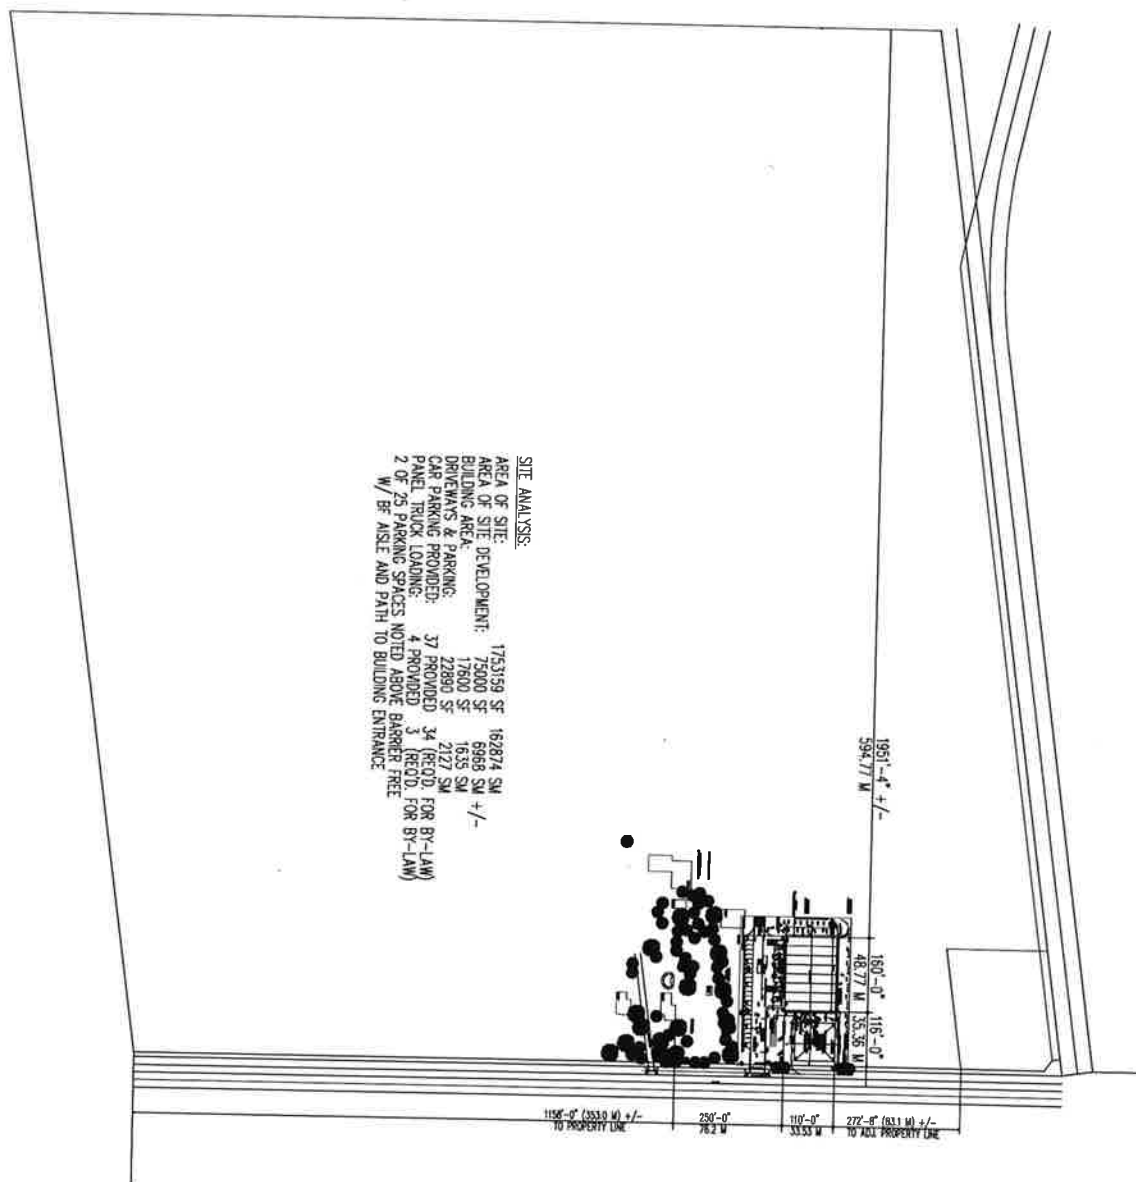 SITE ANALYSIS:
AREA OF SITE: 1753159 SF 162874 SM
AREA OF SITE DEVELOPMENT: 75000 SF 6968 SM +/-
BUILDING AREA: 17600 SF 1635 SM
DRIVEWAYS & PARKING: 22890 SF 2127 SM
CAR PARKING PROVIDED: 37 PROVIDED 34 (REQ'D. FOR BY-LAW)
PANEL TRUCK LOADING: 4 PROVIDED 3 (REQ'D. FOR BY-LAW)
2 OF 25 PARKING SPACES NOTED ABOVE BARRIER FREE
W/ BF AISLE AND PATH TO BUILDING ENTRANCE
1951'-4" +/-
594.77 M
160'-0"
48.77 M
116'-0"
35.36 M
1158'-0" (353.0 M) +/-
TO PROPERTY LINE
250'-0"
76.2 M
110'-0"
33.53 M
272'-8" (83.1 M) +/-
TO ADJ. PROPERTY LINE